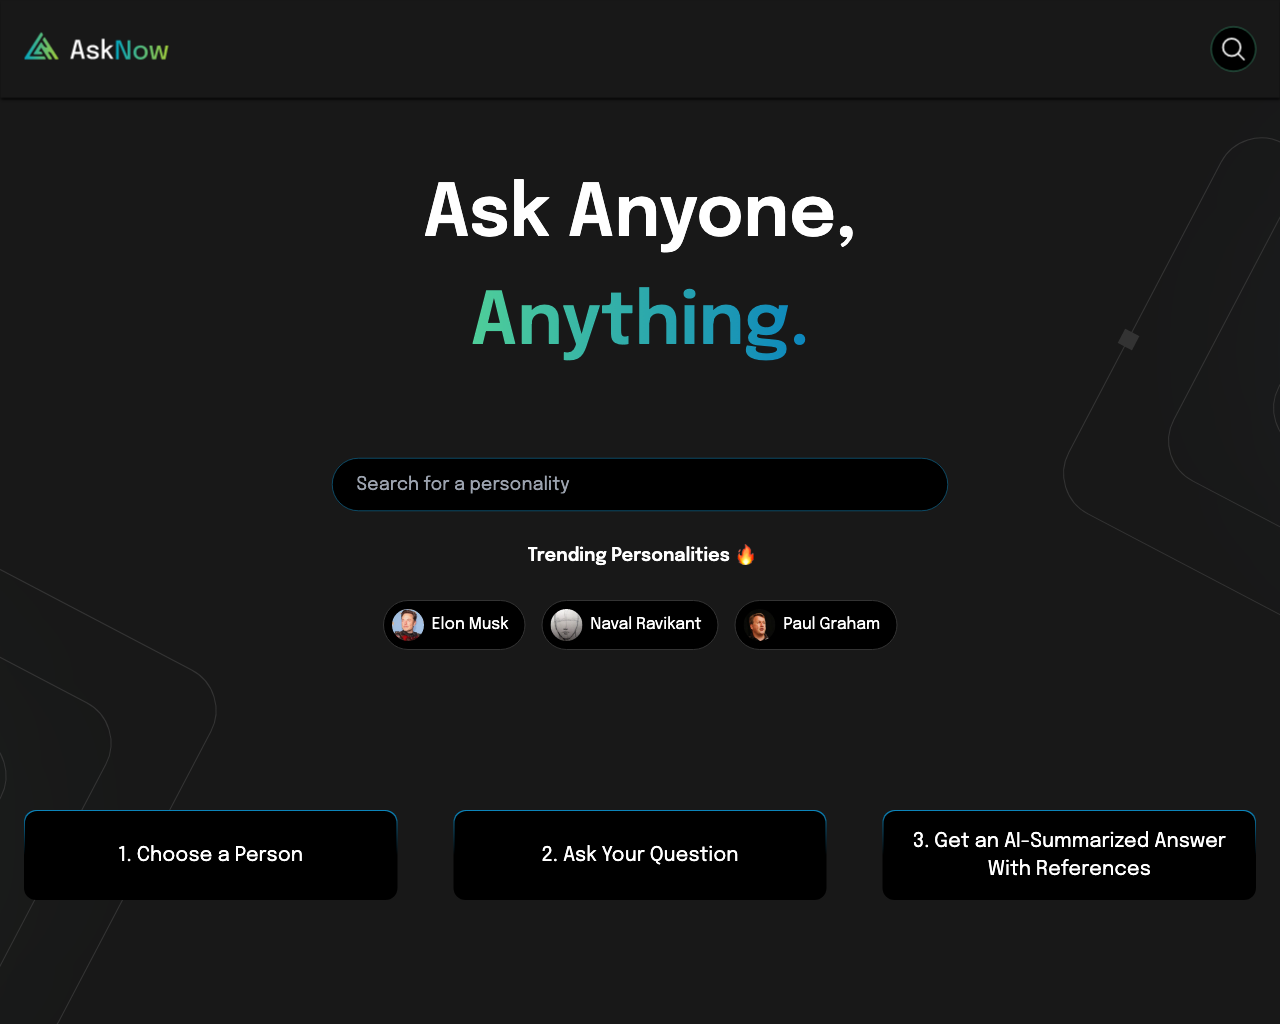 AskNow
Ask Anyone,
Anything.
Search for a personality
Trending Personalities 🔥
Elon Musk
Naval Ravikant
Paul Graham
1. Choose a Person
2. Ask Your Question
3. Get an AI-Summarized Answer
With References